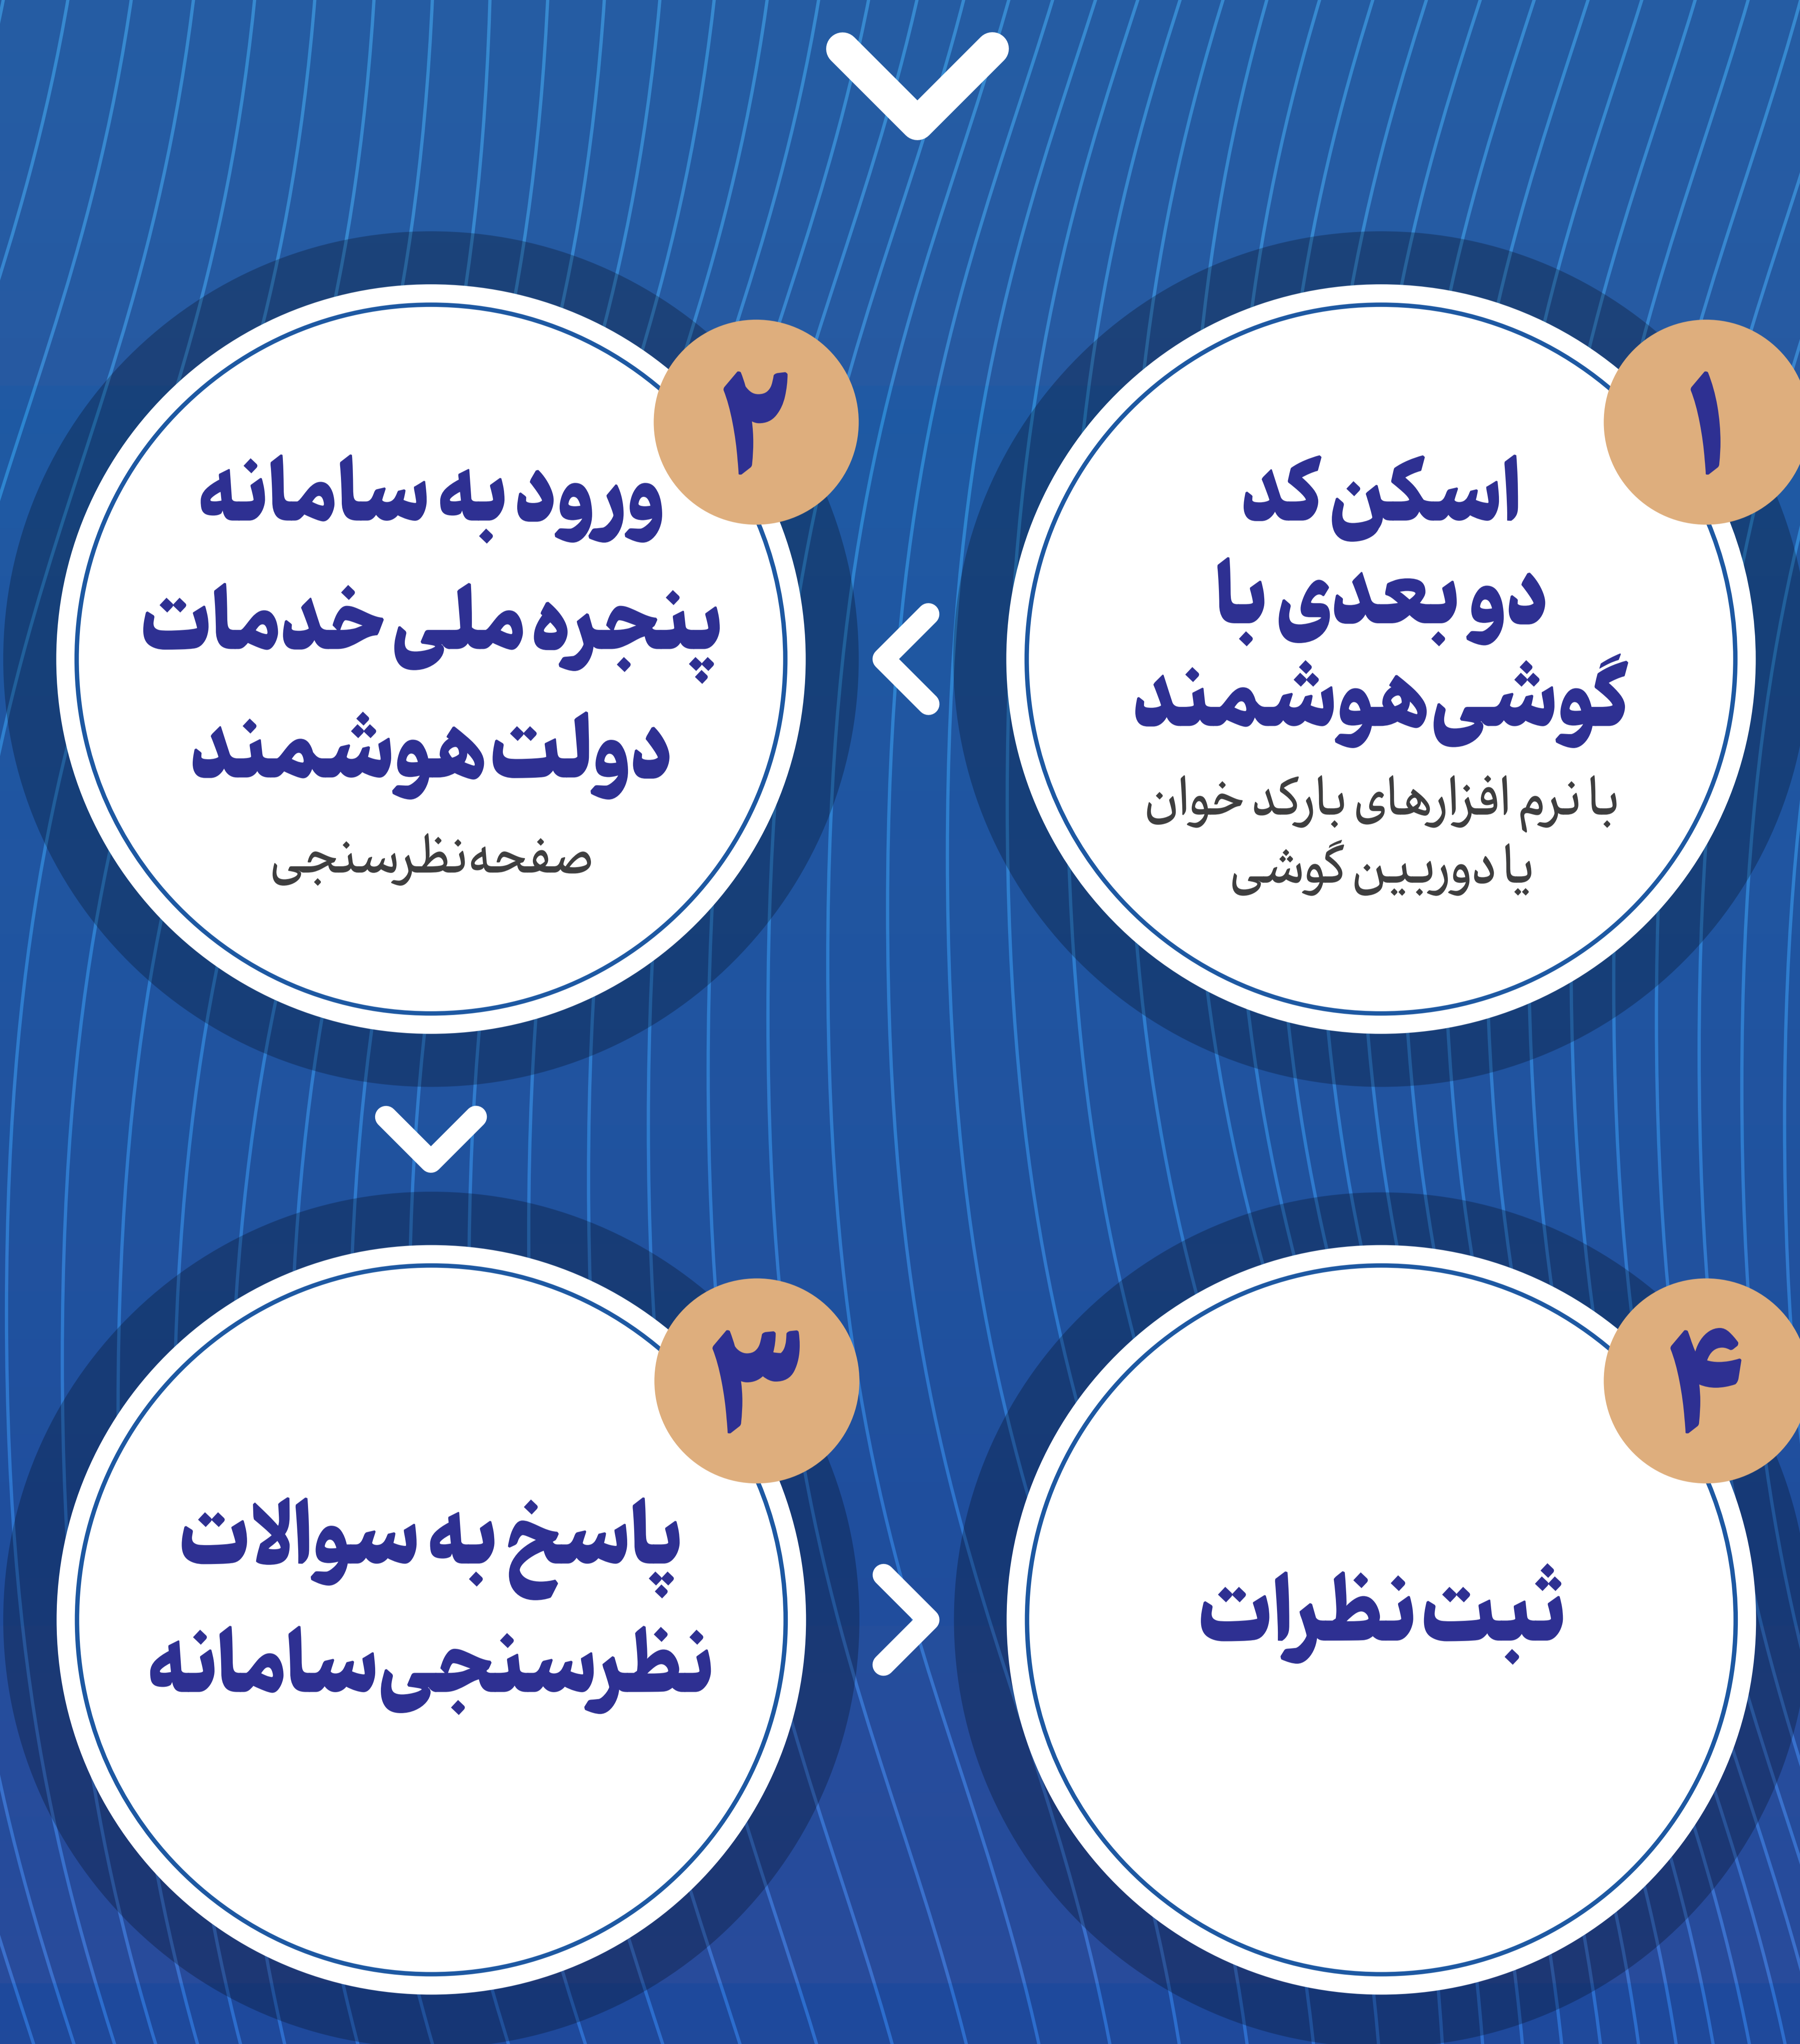 ۱
اسکن کد
دو بعدی با
گوشی هوشمند
با نرم افزارهای بارکد خوان
یا دوربین گوشی
۲
ورود به سامانه
پنجره ملی خدمات
دولت هوشمند
صفحه نظرسنجی
۳
پاسخ به سوالات
نظرسنجی سامانه
۴
ثبت نظرات